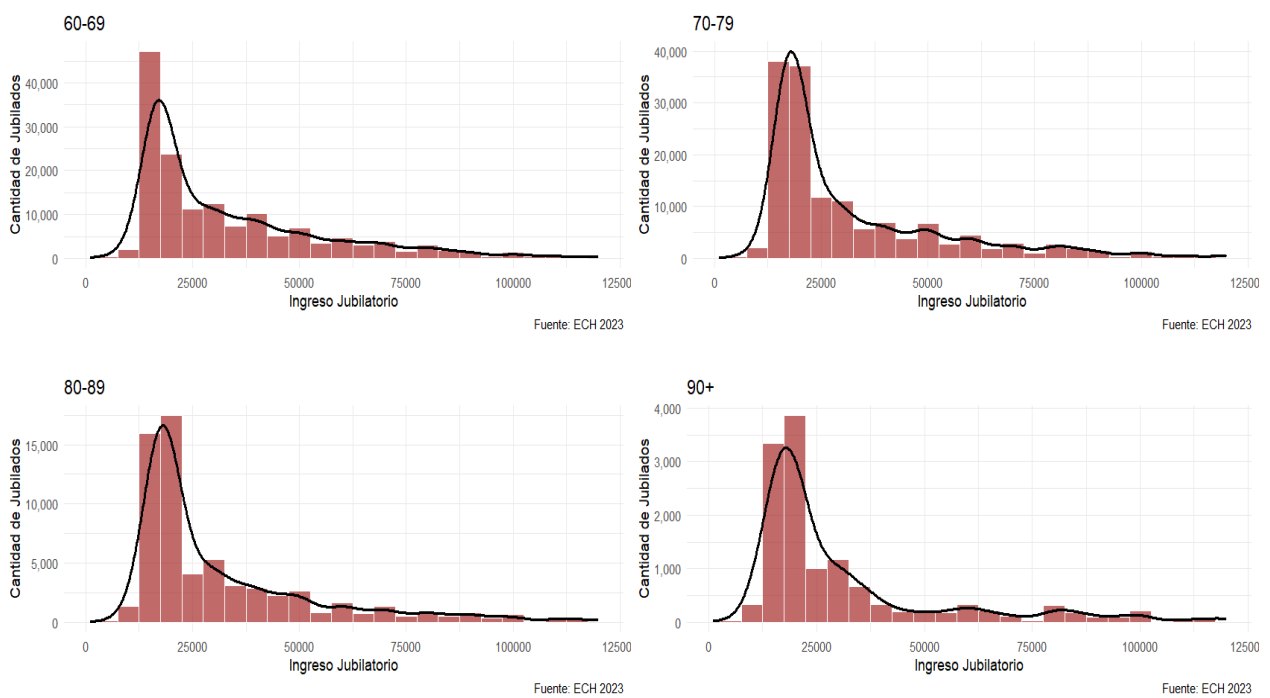 60-69
Cantidad de Jubilados
40,000
30,000
20,000
10,000
0
0 25000 50000 75000 100000 12500
Ingreso Jubilatorio
Fuente: ECH 2023
70-79
Cantidad de Jubilados
40,000
30,000
20,000
10,000
0
0 25000 50000 75000 100000 12500
Ingreso Jubilatorio
Fuente: ECH 2023
80-89
Cantidad de Jubilados
15,000
10,000
5,000
0
0 25000 50000 75000 100000 12500
Ingreso Jubilatorio
Fuente: ECH 2023
90+
Cantidad de Jubilados
4,000
3,000
2,000
1,000
0
0 25000 50000 75000 100000 12500
Ingreso Jubilatorio
Fuente: ECH 2023